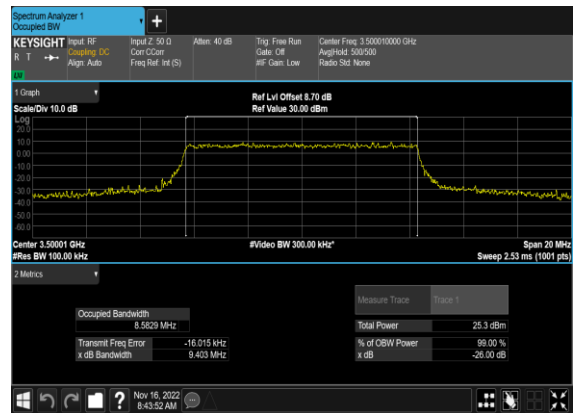 Spectrum Analyzer 1
Occupied BW
+
KEYSIGHT
R T
LW
Input: RF
Coupling: DC
Align: Auto
Input Z: 50 Ω
Corr CCorr
Freq Ref: Int (S)
Atten: 40 dB
Trig: Free Run
Gate: Off
#IF Gain: Low
Center Freq: 3.500010000 GHz
Avg|Hold: 500/500
Radio Std: None
1 Graph
Scale/Div 10.0 dB
Ref Lvl Offset 8.70 dB
Ref Value 30.00 dBm
Log
20.0
10.0
0.00
-10.0
-20.0
-30.0
-40.0
-50.0
-60.0
Center 3.50001 GHz
#Res BW 100.00 kHz
#Video BW 300.00 kHz*
Span 20 MHz
Sweep 2.53 ms (1001 pts)
2 Metrics
Measure Trace Trace 1
Occupied Bandwidth
8.5829 MHz
Total Power 25.3 dBm
Transmit Freq Error -16.015 kHz
% of OBW Power 99.00 %
x dB Bandwidth 9.403 MHz
x dB -26.00 dB
?
Nov 16, 2022
8:43:52 AM